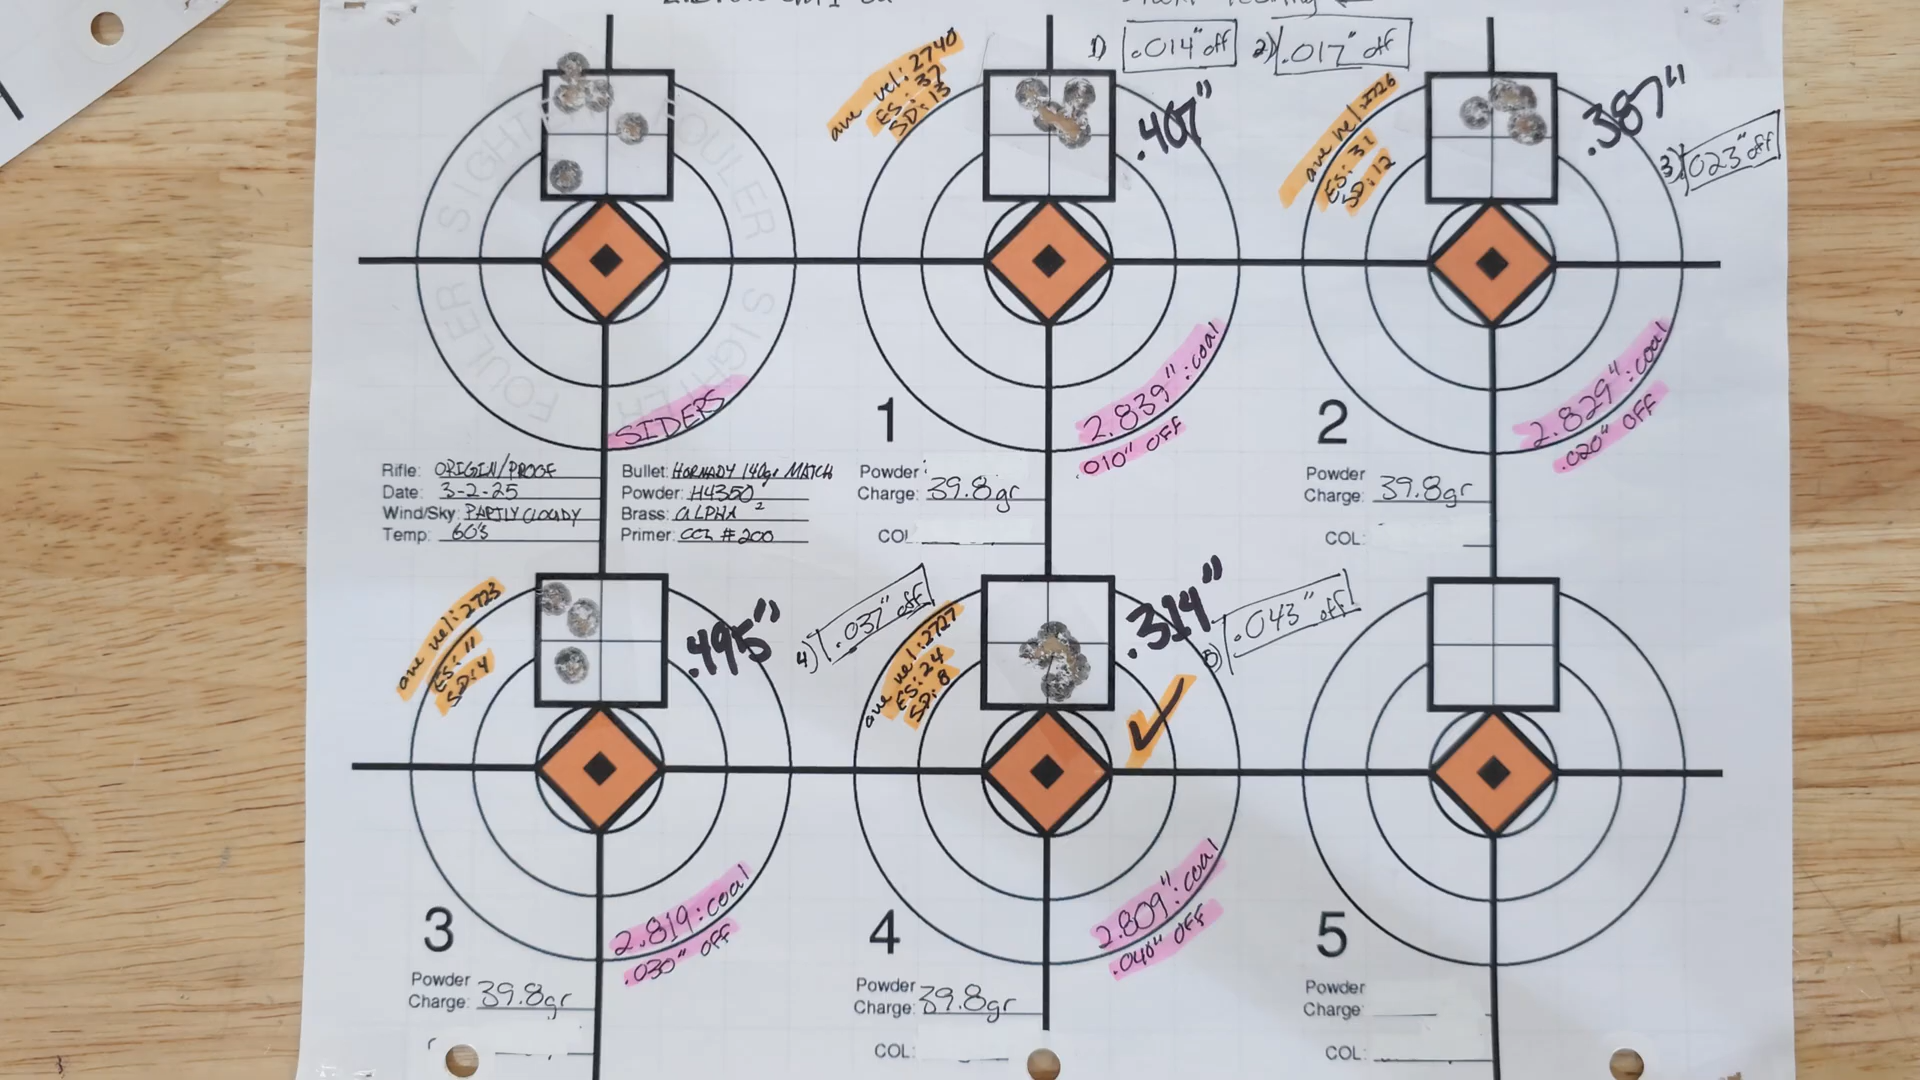 1) .014" off
2) .017" off
ave vel: 2740
ES: 37
SD: 13
.407"
ave vel: 2726
ES: 31
SD: 12
.387"
3) .023" off
SIGHTER
FOULER
SIGHTER
FOULER
SIDERS
2.839": coal
.010" OFF
2.829": coal
.020" OFF
1
2
Rifle: ORIGIN/PROOF
Date: 3-2-25
Wind/Sky: PARTLY CLOUDY
Temp: 60's
Bullet: HORNADY 140gr MATCH
Powder: H4350
Brass: ALPHA
Primer: CCI #200
Powder
Charge: 39.8gr
COL
Powder
Charge: 39.8gr
COL:
ave vel: 2723
ES: 11
SD: 4
.495"
4) .037" off
ave vel: 2727
ES: 24
SD: 8
.314"
5) .043" off
2.819: coal
.030" OFF
2.809": coal
.040" OFF
3
4
5
Powder
Charge: 39.8gr
Powder
Charge: 39.8gr
COL:
Powder
Charge:
COL: